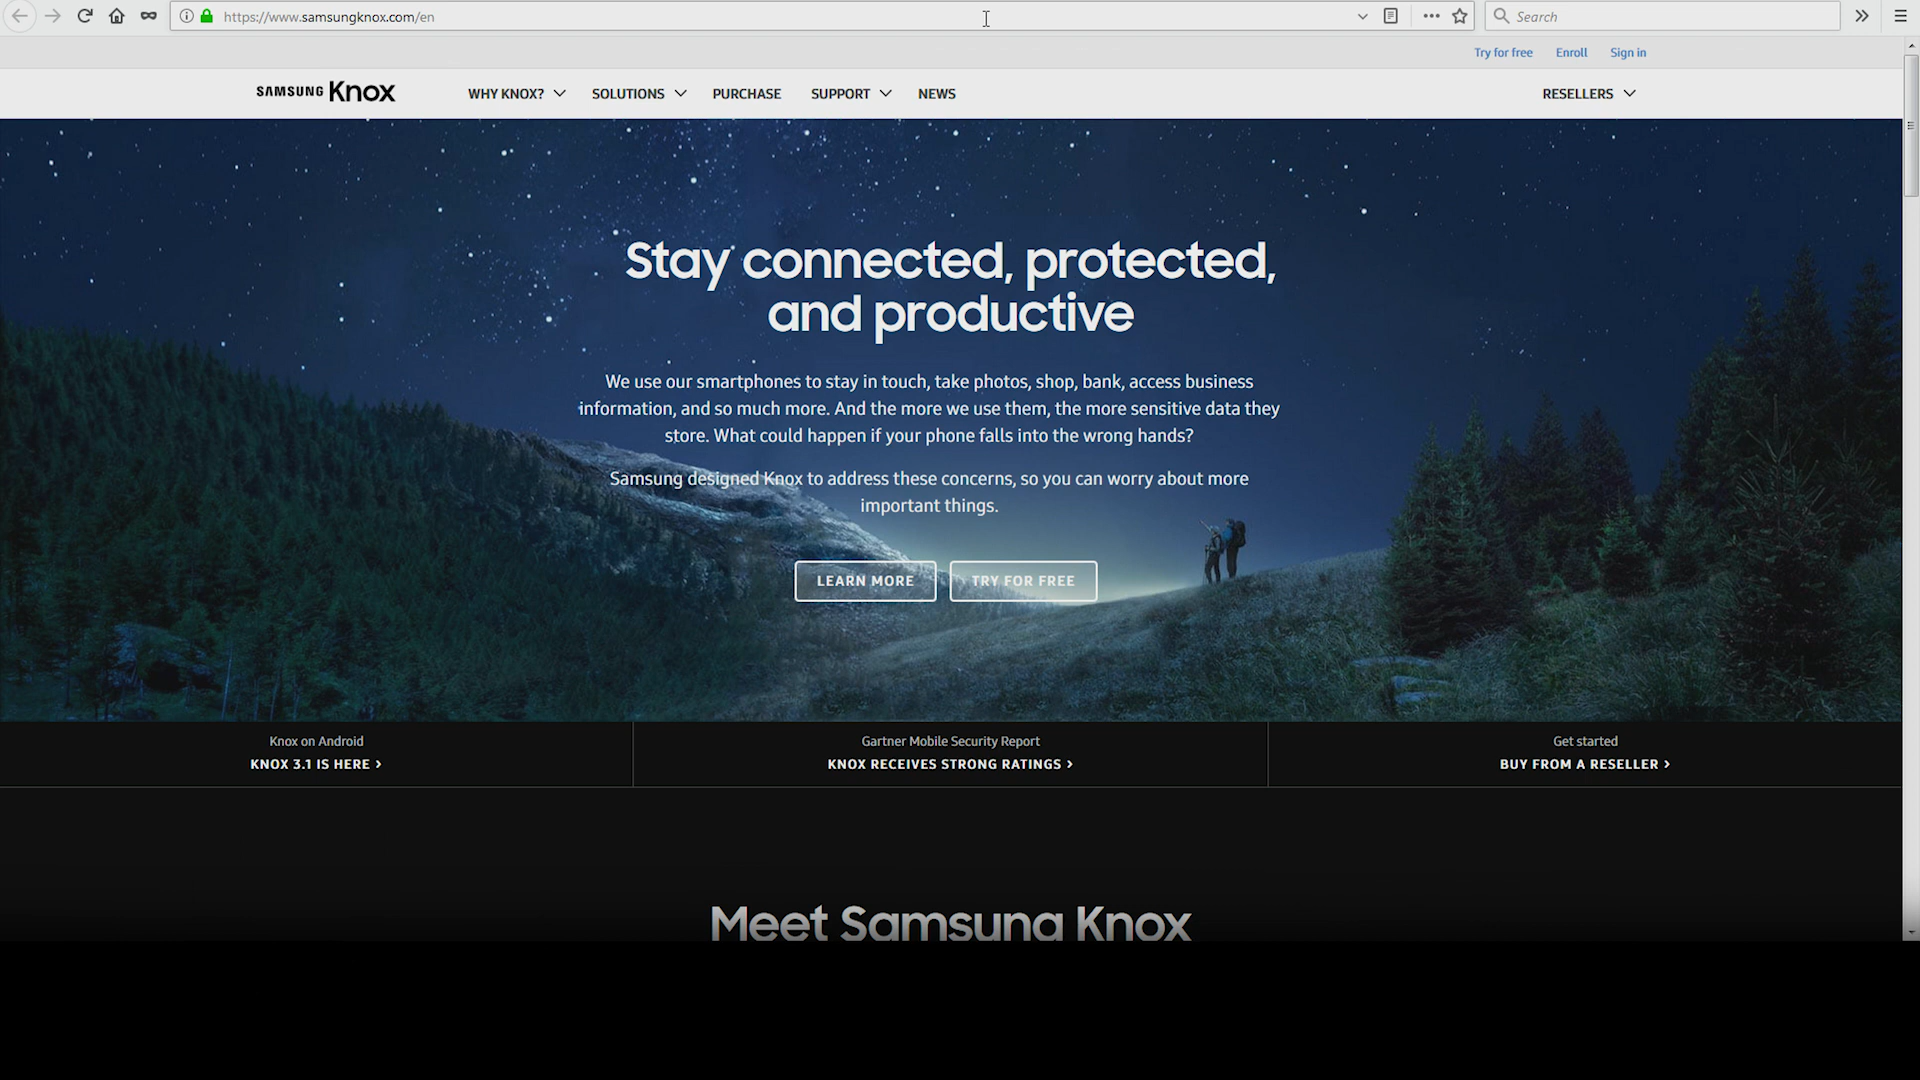 https://www.samsungknox.com/en
Search
Try for free Enroll Sign in
SAMSUNG Knox WHY KNOX? SOLUTIONS PURCHASE SUPPORT NEWS RESELLERS
Stay connected, protected,
and productive
We use our smartphones to stay in touch, take photos, shop, bank, access business
information, and so much more. And the more we use them, the more sensitive data they
store. What could happen if your phone falls into the wrong hands?
Samsung designed Knox to address these concerns, so you can worry about more
important things.
LEARN MORE TRY FOR FREE
Knox on Android
KNOX 3.1 IS HERE >
Gartner Mobile Security Report
KNOX RECEIVES STRONG RATINGS >
Get started
BUY FROM A RESELLER >
Meet Samsung Knox